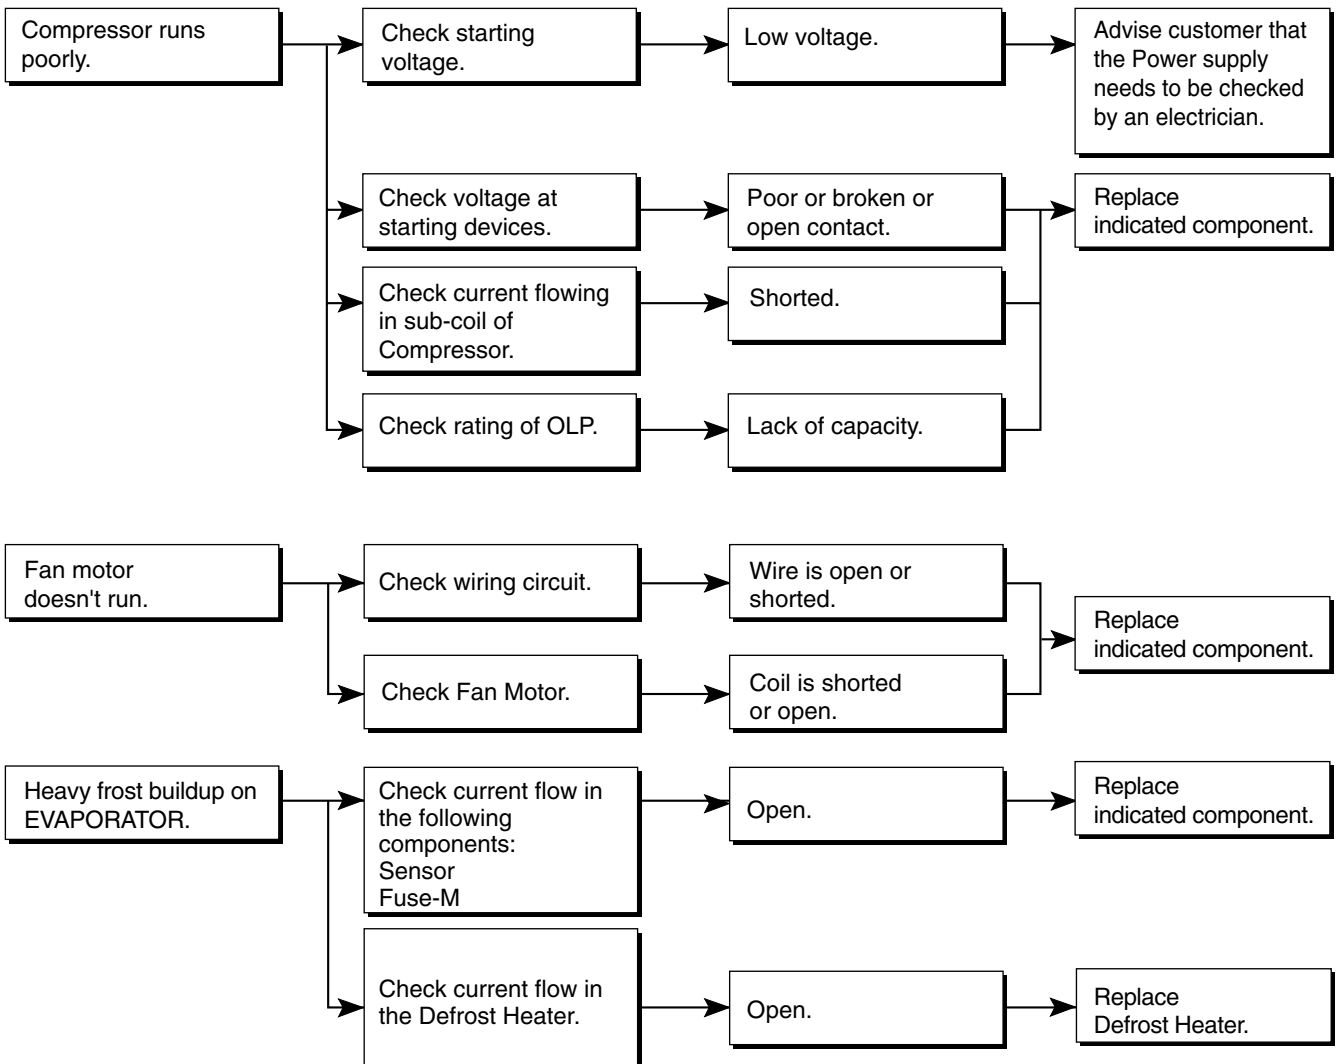 Compressor runs
poorly.
Check starting
voltage.
Low voltage.
Advise customer that
the Power supply
needs to be checked
by an electrician.
Check voltage at
starting devices.
Poor or broken or
open contact.
Replace
indicated component.
Check current flowing
in sub-coil of
Compressor.
Shorted.
Check rating of OLP.
Lack of capacity.
Fan motor
doesn't run.
Check wiring circuit.
Wire is open or
shorted.
Replace
indicated component.
Check Fan Motor.
Coil is shorted
or open.
Heavy frost buildup on
EVAPORATOR.
Check current flow in
the following
components:
Sensor
Fuse-M
Open.
Replace
indicated component.
Check current flow in
the Defrost Heater.
Open.
Replace
Defrost Heater.